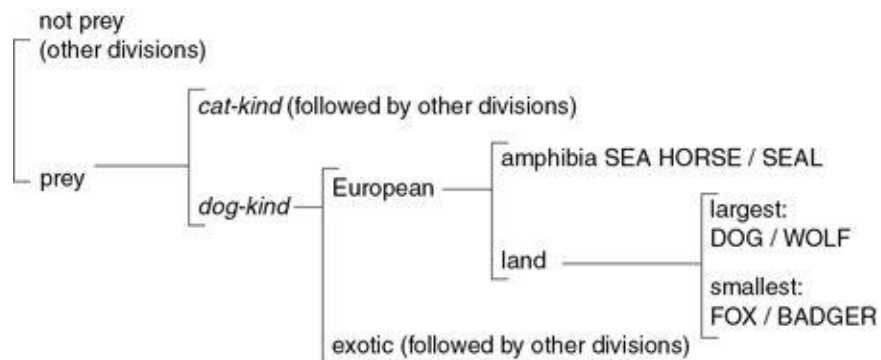 not prey
(other divisions)
cat-kind (followed by other divisions)
prey
dog-kind
European
amphibia SEA HORSE / SEAL
land
largest:
DOG / WOLF
smallest:
FOX / BADGER
exotic (followed by other divisions)